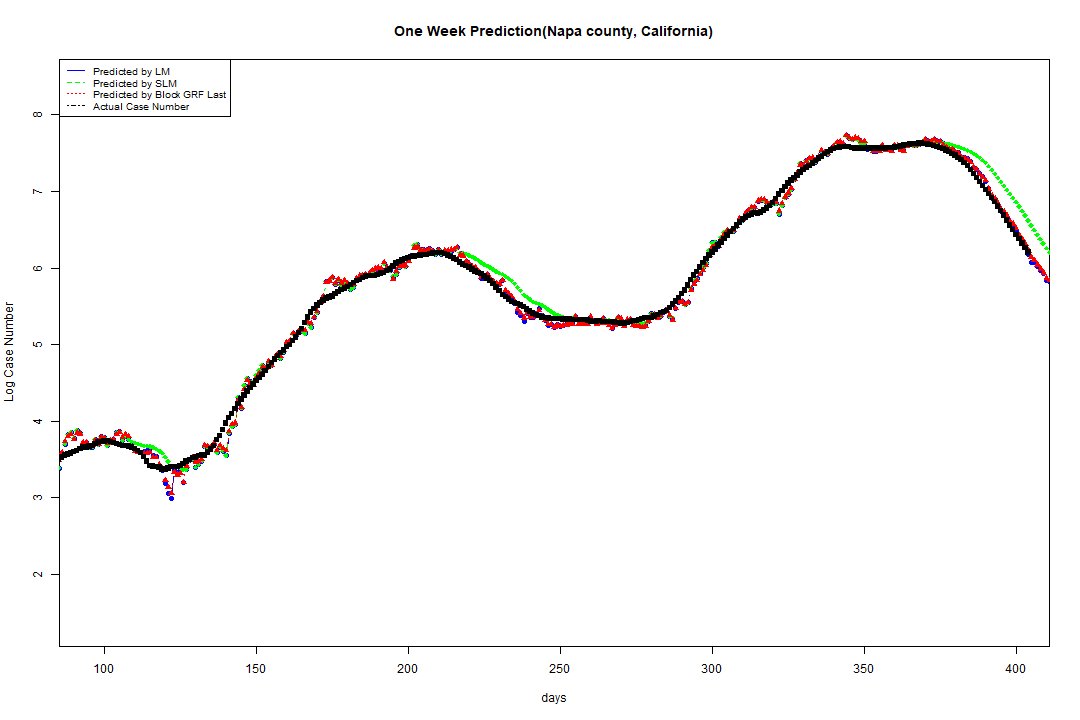 One Week Prediction(Napa county, California)
Predicted by LM
Predicted by SLM
Predicted by Block GRF Last
Actual Case Number
Log Case Number
8
7
6
5
4
3
2
100 150 200 250 300 350 400
days